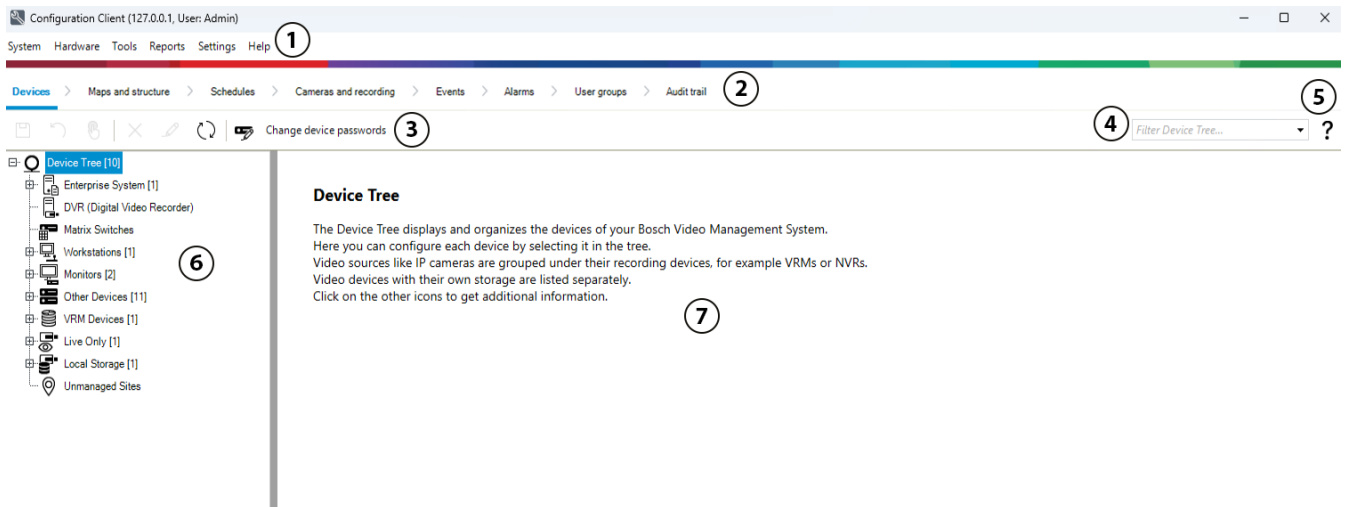 Configuration Client (127.0.0.1, User: Admin)
System Hardware Tools Reports Settings Help 1
Devices Maps and structure Schedules Cameras and recording Events Alarms User groups Audit trail 2
5
Change device passwords 3 4 Filter Device Tree... ?
Device Tree [10]
Enterprise System [1]
DVR (Digital Video Recorder)
Matrix Switches
Workstations [1]
6
Monitors [2]
Other Devices [11]
VRM Devices [1]
Live Only [1]
Local Storage [1]
Unmanaged Sites
Device Tree
The Device Tree displays and organizes the devices of your Bosch Video Management System.
Here you can configure each device by selecting it in the tree.
Video sources like IP cameras are grouped under their recording devices, for example VRMs or NVRs.
Video devices with their own storage are listed separately.
Click on the other icons to get additional information.
7